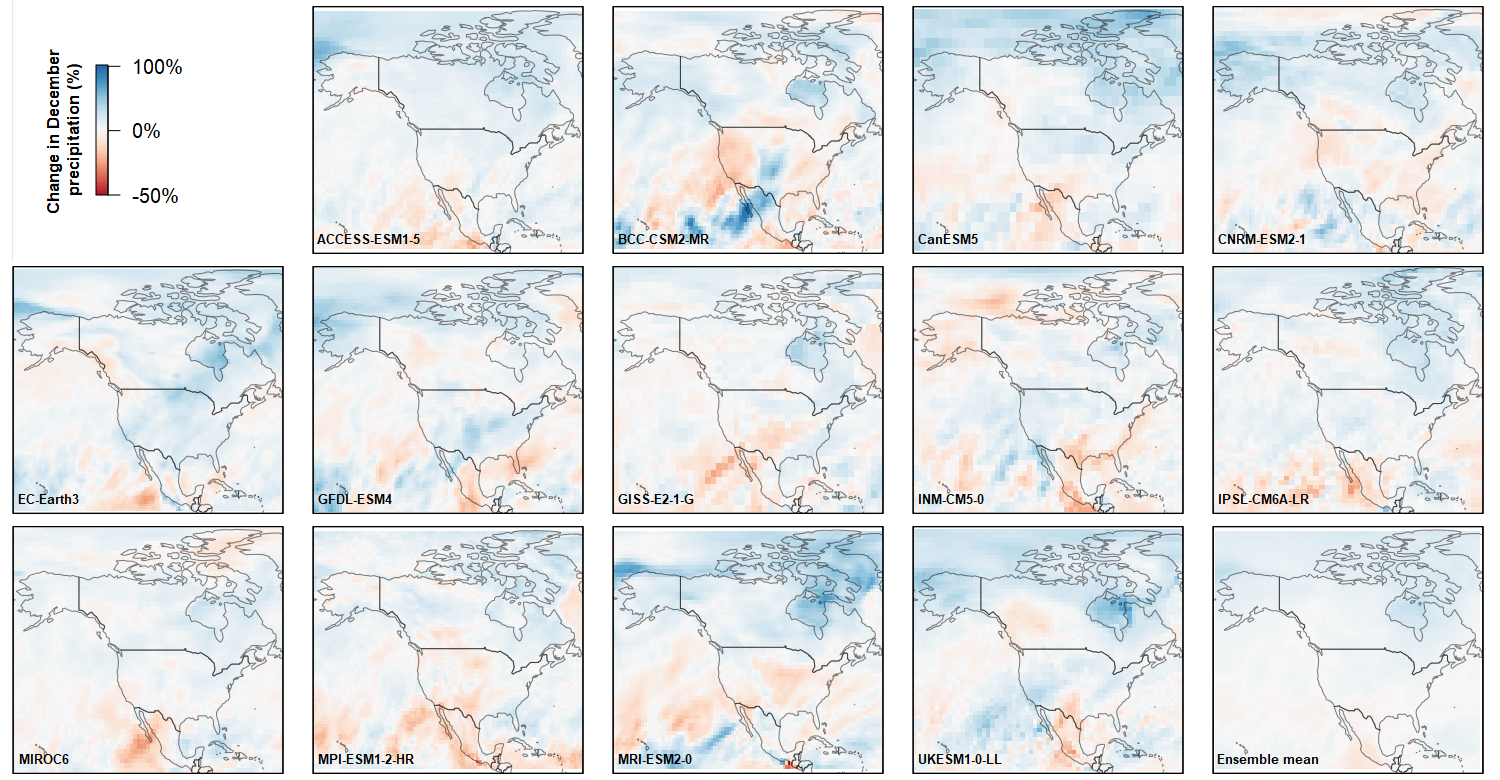 Change in December
precipitation (%)
100%
0%
-50%
ACCESS-ESM1-5
BCC-CSM2-MR
CanESM5
CNRM-ESM2-1
EC-Earth3
GFDL-ESM4
GISS-E2-1-G
INM-CM5-0
IPSL-CM6A-LR
MIROC6
MPI-ESM1-2-HR
MRI-ESM2-0
UKESM1-0-LL
Ensemble mean